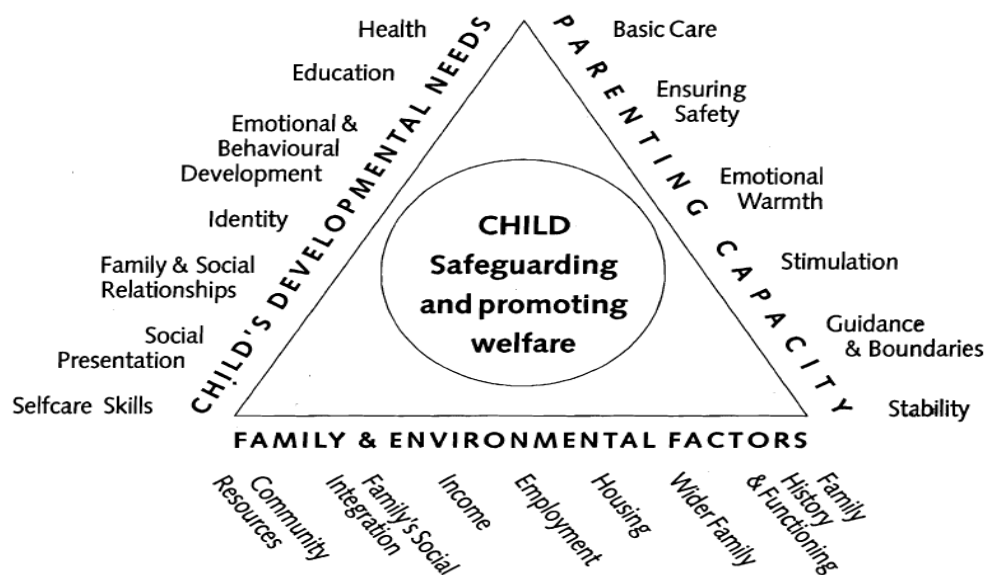 Health
Education
Emotional &
Behavioural
Development
Identity
Family & Social
Relationships
Social
Presentation
Selfcare Skills
CHILD'S DEVELOPMENTAL NEEDS
PARENTING CAPACITY
Basic Care
Ensuring
Safety
Emotional
Warmth
Stimulation
Guidance
& Boundaries
Stability
CHILD
Safeguarding
and promoting
welfare
FAMILY & ENVIRONMENTAL FACTORS
Community
Resources
Family's Social
Integration
Income
Employment
Housing
Wider Family
Family
History
& Functioning